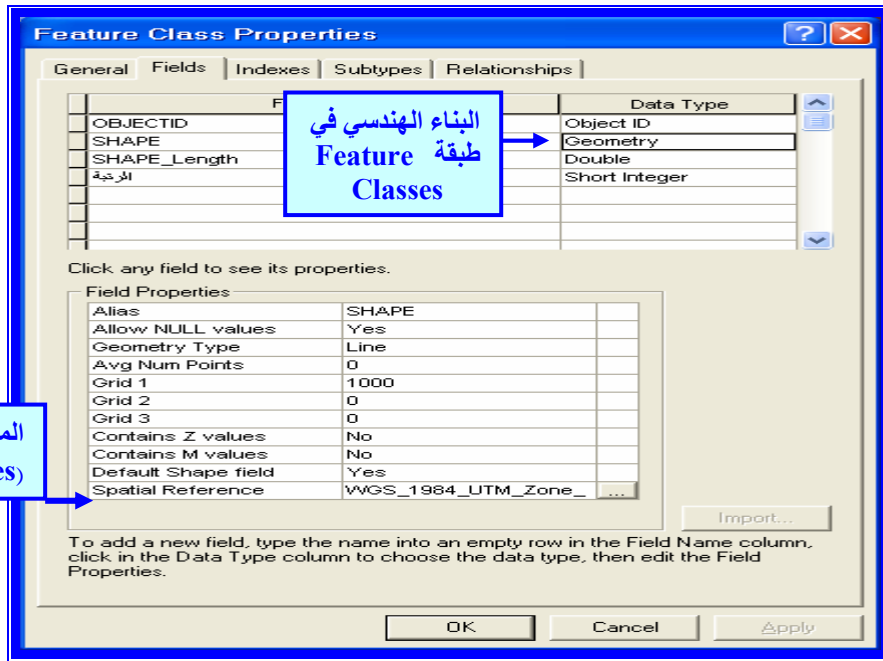 Feature Class Properties
General Fields Indexes Subtypes Relationships
F Data Type
OBJECTID Object ID
SHAPE Geometry
SHAPE_Length Double
الرتبة Short Integer
البناء الهندسي في
طبقة Feature
Classes
Click any field to see its properties.
Field Properties
Alias SHAPE
Allow NULL values Yes
Geometry Type Line
Avg Num Points 0
Grid 1 1000
Grid 2 0
Grid 3 0
Contains Z values No
Contains M values No
Default Shape field Yes
Spatial Reference WGS_1984_UTM_Zone_ ...
الم
es)
Import...
To add a new field, type the name into an empty row in the Field Name column,
click in the Data Type column to choose the data type, then edit the Field
Properties.
OK Cancel Apply